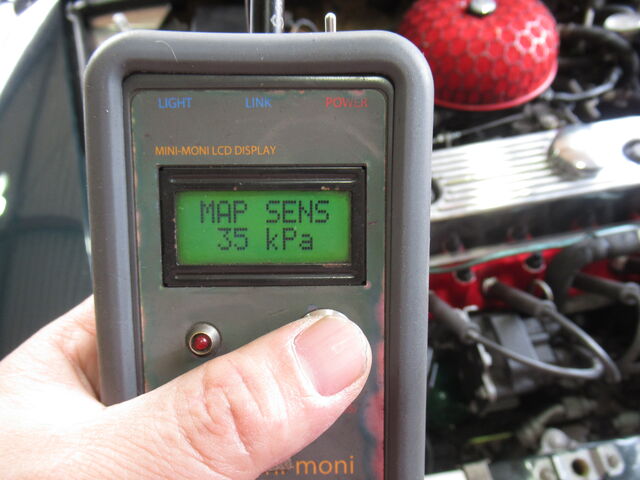 LIGHT LINK POWER
MINI-MONI LCD DISPLAY
MAP SENS
35 kPa
moni